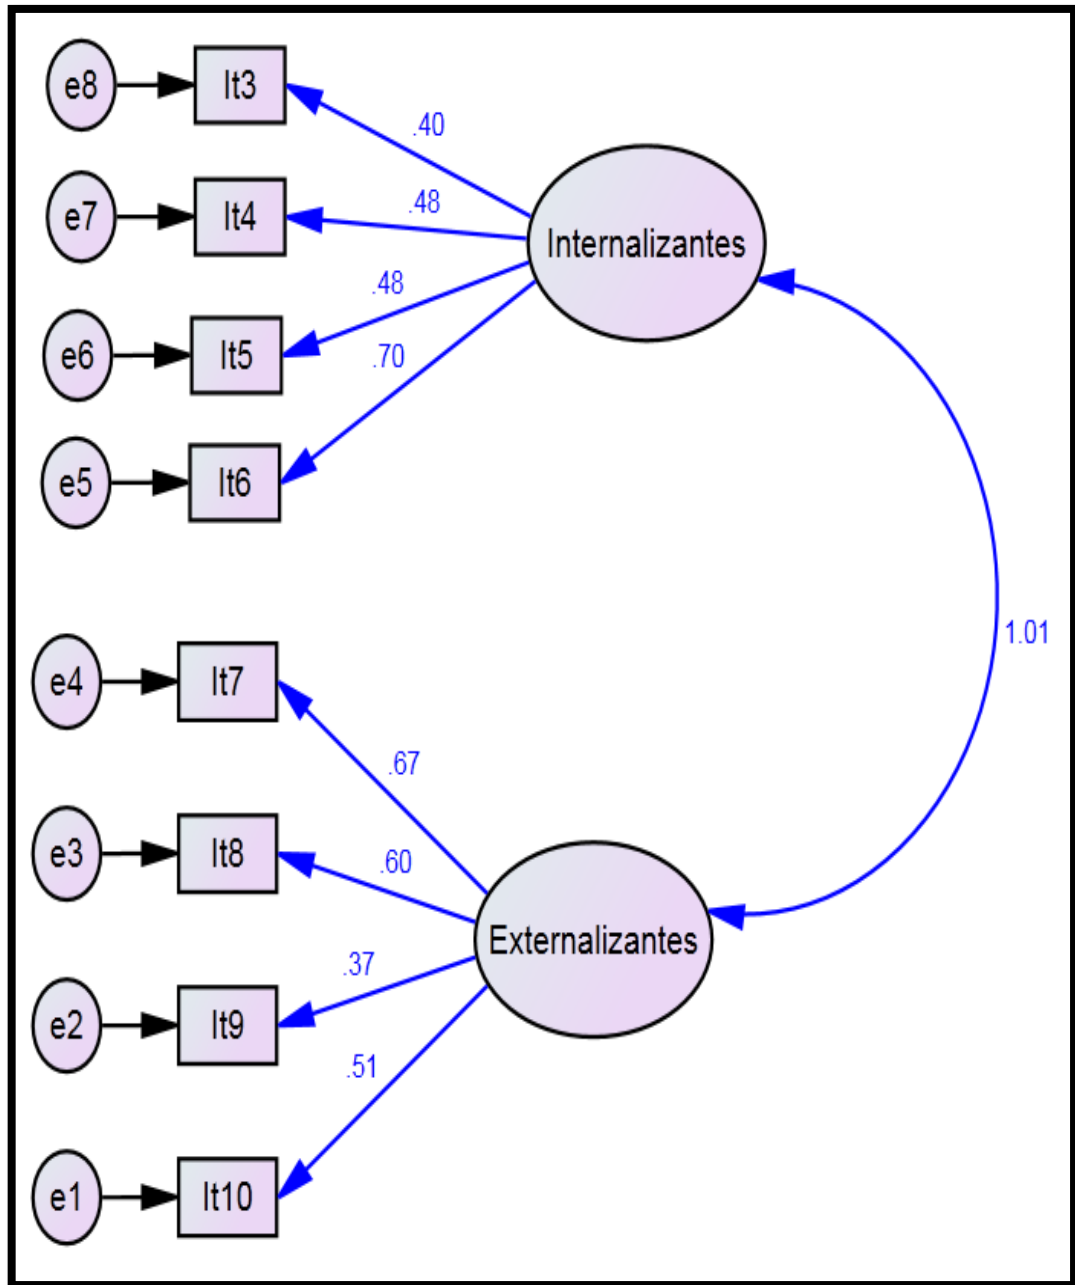 e8
It3
.40
e7
It4
.48
Internalizantes
e6
It5
.48
e5
It6
.70
1.01
e4
It7
.67
e3
It8
.60
Externalizantes
e2
It9
.37
e1
It10
.51